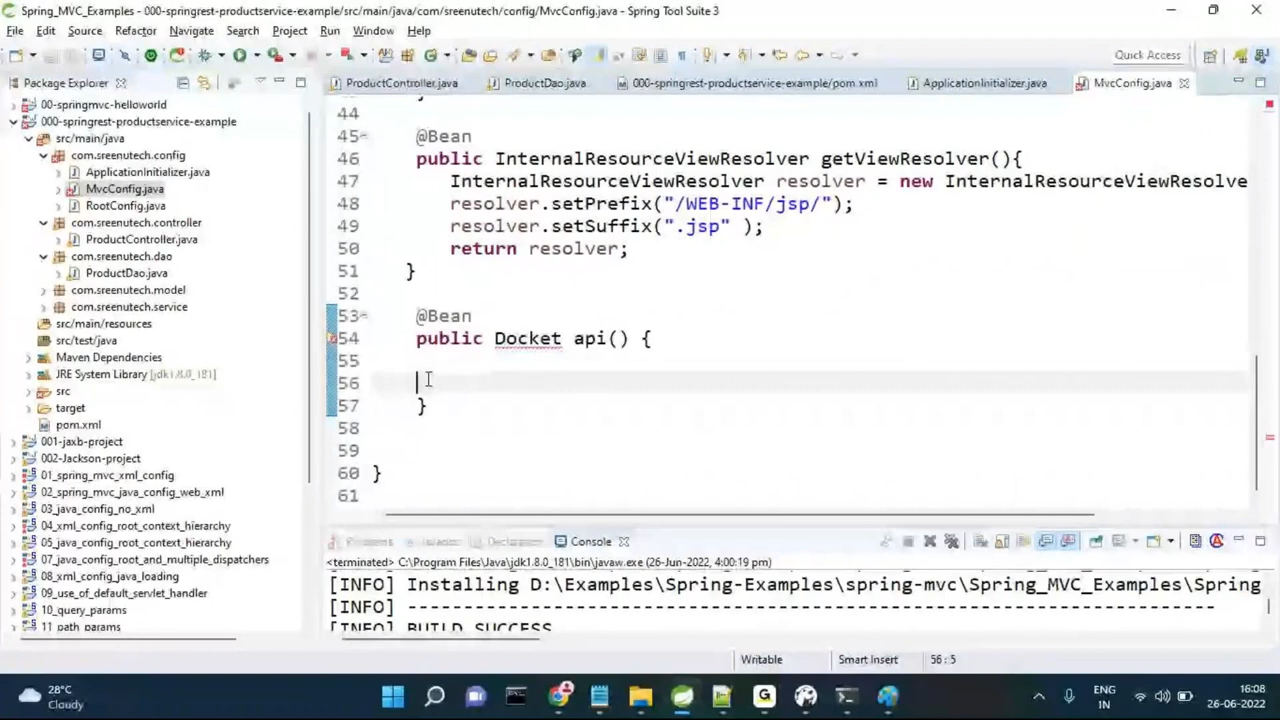 Spring_MVC_Examples - 000-springrest-productservice-example/src/main/java/com/sreenutech/config/MvcConfig.java - Spring Tool Suite 3
File Edit Source Refactor Navigate Search Project Run Window Help
Quick Access
Package Explorer
ProductController.java ProductDao.java 000-springrest-productservice-example/pom.xml ApplicationInitializer.java MvcConfig.java
00-springmvc-helloworld
000-springrest-productservice-example
src/main/java
com.sreenutech.config
ApplicationInitializer.java
MvcConfig.java
RootConfig.java
com.sreenutech.controller
ProductController.java
com.sreenutech.dao
ProductDao.java
com.sreenutech.model
com.sreenutech.service
src/main/resources
src/test/java
Maven Dependencies
JRE System Library [jdk1.8.0_181]
src
target
pom.xml
001-jaxb-project
002-Jackson-project
01_spring_mvc_xml_config
02_spring_mvc_java_config_web_xml
03_java_config_no_xml
04_xml_config_root_context_hierarchy
05_java_config_root_context_hierarchy
07_java_config_root_and_multiple_dispatchers
08_xml_config_java_loading
09_use_of_default_servlet_handler
10_query_params
11_path_params
44
45 @Bean
46 public InternalResourceViewResolver getViewResolver(){
47 InternalResourceViewResolver resolver = new InternalResourceViewResolve
48 resolver.setPrefix("/WEB-INF/jsp/");
49 resolver.setSuffix(".jsp" );
50 return resolver;
51 }
52
53 @Bean
54 public Docket api() {
55
56
57 }
58
59
60 }
61
Problems Javadoc Declaration Console
<terminated> C:\Program Files\Java\jdk1.8.0_181\bin\javaw.exe (26-Jun-2022, 4:00:19 pm)
[INFO] Installing D:\Examples\Spring-Examples\spring-mvc\Spring_MVC_Examples\Spring
[INFO] ------------------------------------------------------------------------
[INFO] BUILD SUCCESS
Writable Smart Insert 56 : 5
28°C
Cloudy
ENG
IN
16:08
26-06-2022